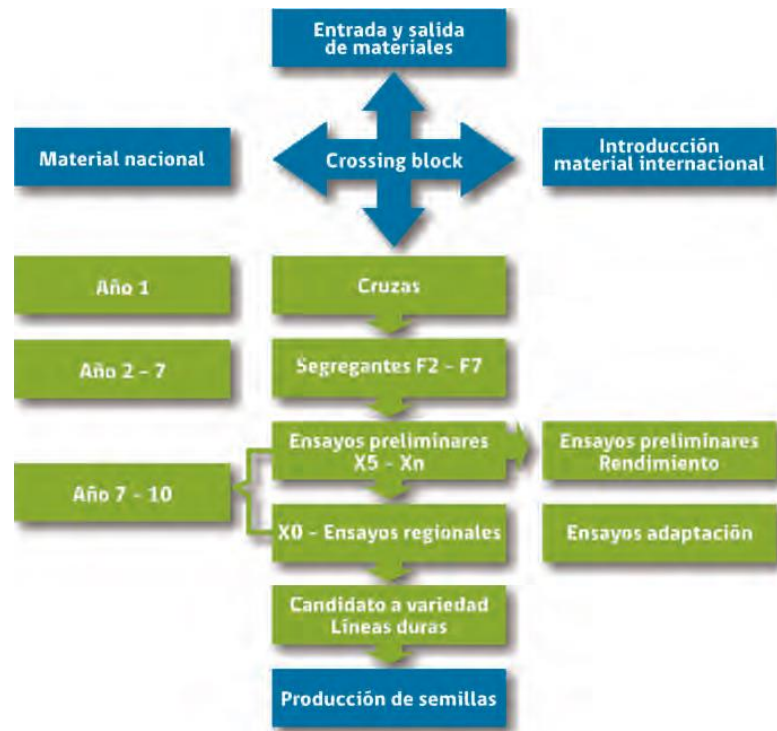 Entrada y salida
de materiales
Material nacional
Crossing block
Introducción
material internacional
Año 1
Cruzas
Año 2 - 7
Segregantes F2 - F7
Ensayos preliminares
X5 - Xn
Ensayos preliminares
Rendimiento
Año 7 - 10
X0 - Ensayos regionales
Ensayos adaptación
Candidato a variedad
Líneas duras
Producción de semillas